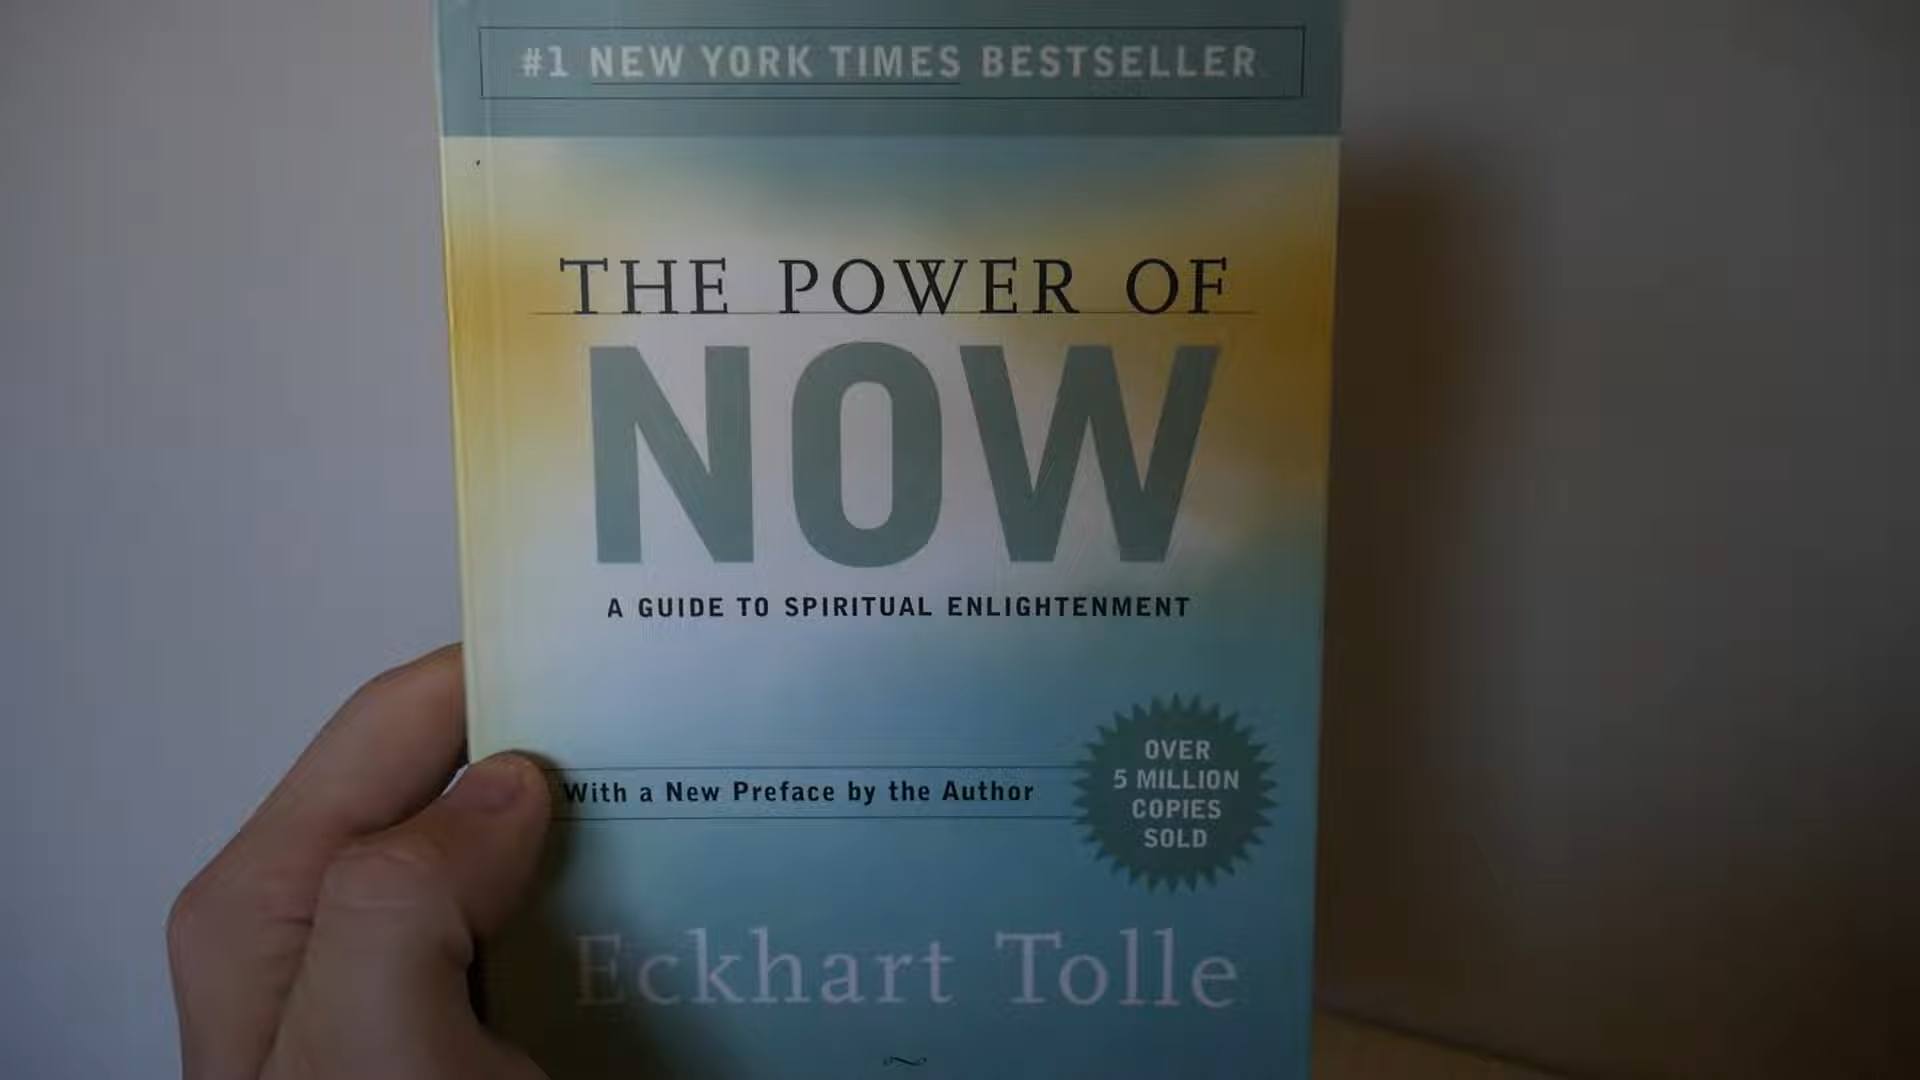 #1 NEW YORK TIMES BESTSELLER
THE POWER OF
NOW
A GUIDE TO SPIRITUAL ENLIGHTENMENT
With a New Preface by the Author
OVER
5 MILLION
COPIES
SOLD
Eckhart Tolle